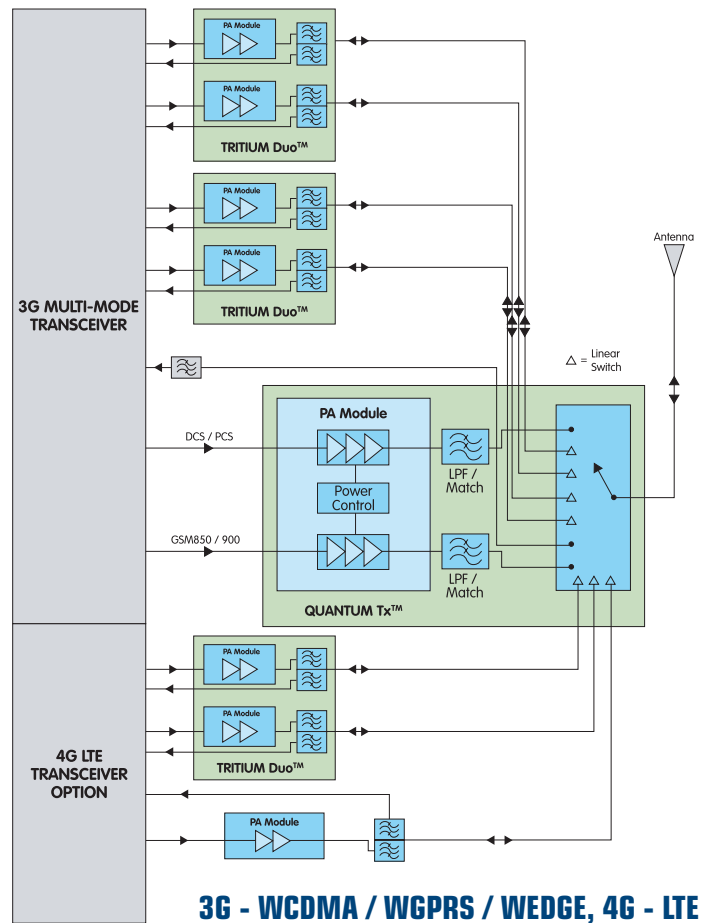 PA Module
PA Module
TRITIUM Duo™
PA Module
PA Module
TRITIUM Duo™
3G MULTI-MODE
TRANSCEIVER
Antenna
△ = Linear
Switch
DCS / PCS
GSM850 / 900
PA Module
Power
Control
LPF /
Match
LPF /
Match
QUANTUM Tx™
PA Module
PA Module
TRITIUM Duo™
4G LTE
TRANSCEIVER
OPTION
PA Module
3G - WCDMA / WGPRS / WEDGE, 4G - LTE